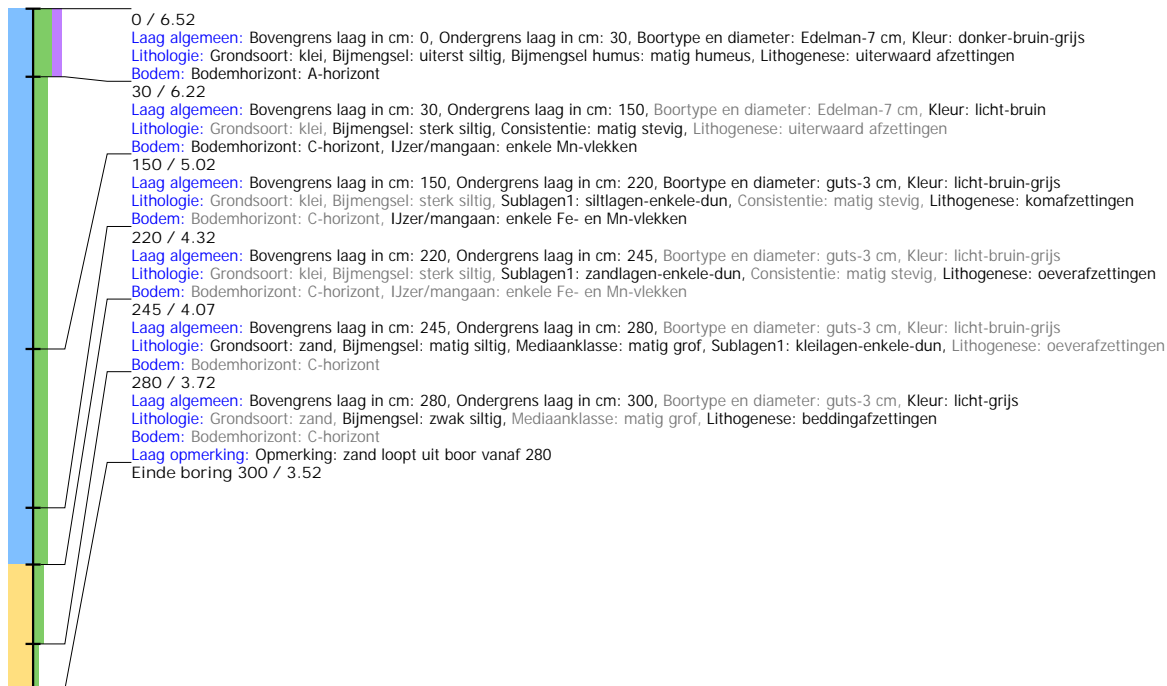 0 / 6.52
Laag algemeen: Bovengrens laag in cm: 0, Ondergrens laag in cm: 30, Boortype en diameter: Edelman-7 cm, Kleur: donker-bruin-grijs
Lithologie: Grondsoort: klei, Bijmengsel: uiterst siltig, Bijmengsel humus: matig humeus, Lithogenese: uiterwaard afzettingen
Bodem: Bodemhorizont: A-horizont
30 / 6.22
Laag algemeen: Bovengrens laag in cm: 30, Ondergrens laag in cm: 150, Boortype en diameter: Edelman-7 cm, Kleur: licht-bruin
Lithologie: Grondsoort: klei, Bijmengsel: sterk siltig, Consistentie: matig stevig, Lithogenese: uiterwaard afzettingen
Bodem: Bodemhorizont: C-horizont, IJzer/mangaan: enkele Mn-vlekken
150 / 5.02
Laag algemeen: Bovengrens laag in cm: 150, Ondergrens laag in cm: 220, Boortype en diameter: guts-3 cm, Kleur: licht-bruin-grijs
Lithologie: Grondsoort: klei, Bijmengsel: sterk siltig, Sublagen1: siltlagen-enkele-dun, Consistentie: matig stevig, Lithogenese: komafzettingen
Bodem: Bodemhorizont: C-horizont, IJzer/mangaan: enkele Fe- en Mn-vlekken
220 / 4.32
Laag algemeen: Bovengrens laag in cm: 220, Ondergrens laag in cm: 245, Boortype en diameter: guts-3 cm, Kleur: licht-bruin-grijs
Lithologie: Grondsoort: klei, Bijmengsel: sterk siltig, Sublagen1: zandlagen-enkele-dun, Consistentie: matig stevig, Lithogenese: oeverafzettingen
Bodem: Bodemhorizont: C-horizont, IJzer/mangaan: enkele Fe- en Mn-vlekken
245 / 4.07
Laag algemeen: Bovengrens laag in cm: 245, Ondergrens laag in cm: 280, Boortype en diameter: guts-3 cm, Kleur: licht-bruin-grijs
Lithologie: Grondsoort: zand, Bijmengsel: matig siltig, Mediaanklasse: matig grof, Sublagen1: kleilagen-enkele-dun, Lithogenese: oeverafzettingen
Bodem: Bodemhorizont: C-horizont
280 / 3.72
Laag algemeen: Bovengrens laag in cm: 280, Ondergrens laag in cm: 300, Boortype en diameter: guts-3 cm, Kleur: licht-grijs
Lithologie: Grondsoort: zand, Bijmengsel: zwak siltig, Mediaanklasse: matig grof, Lithogenese: beddingafzettingen
Bodem: Bodemhorizont: C-horizont
Laag opmerking: Opmerking: zand loopt uit boor vanaf 280
Einde boring 300 / 3.52